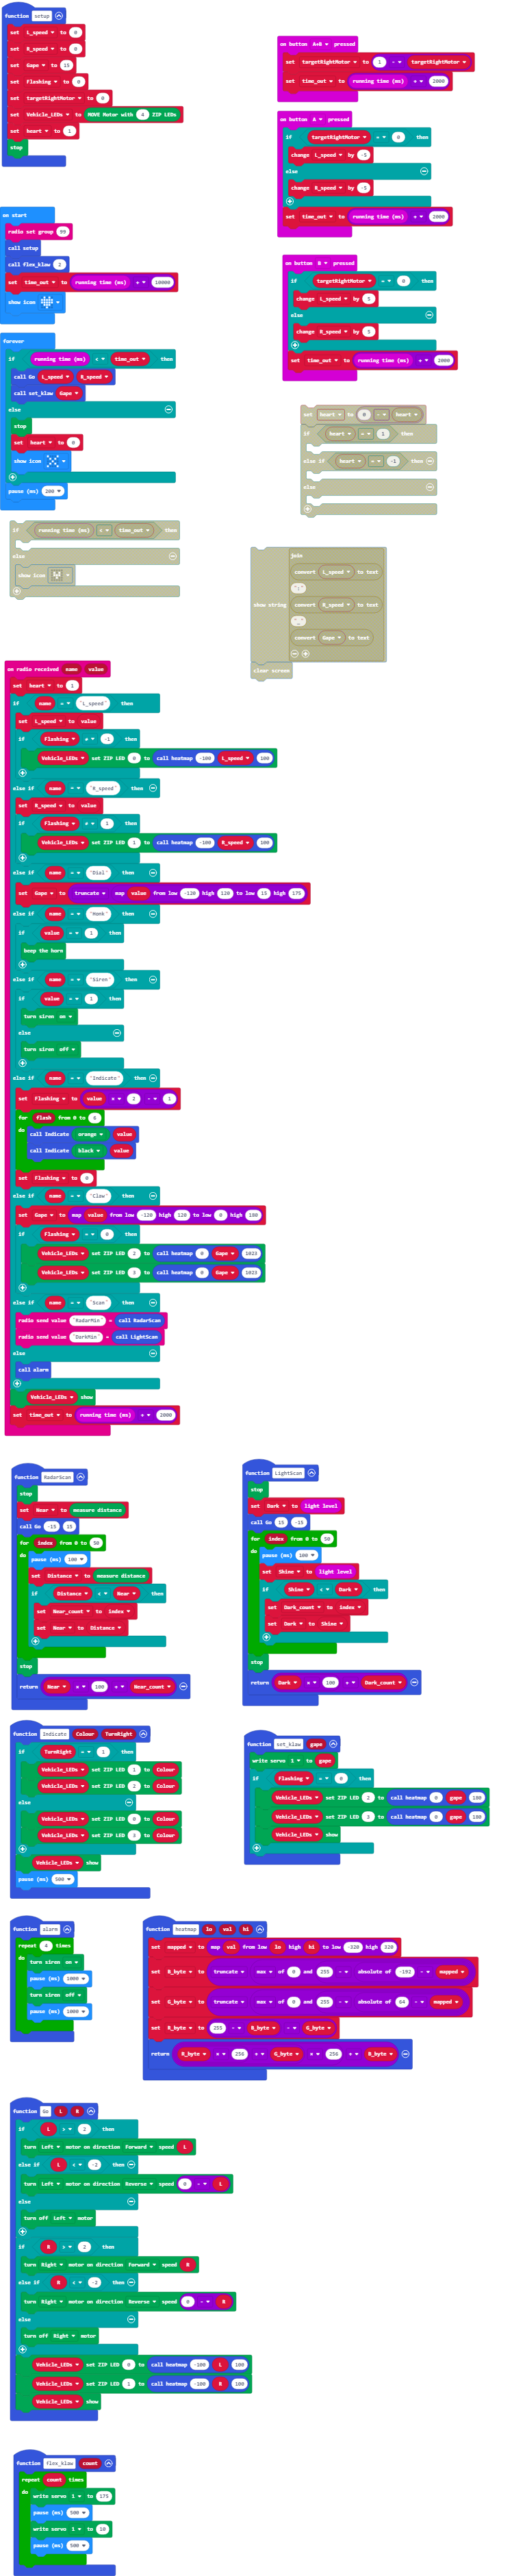 function setup
set L_speed to 0
set R_speed to 0
set Gape to 15
set Flashing to 0
set targetRightMotor to 0
set Vehicle_LEDs to MOVE Motor with 4 ZIP LEDs
set heart to 1
stop
on start
radio set group 99
call setup
call flex_klaw 2
set time_out to running time (ms) + 10000
show icon
forever
if running time (ms) < time_out then
call Go L_speed R_speed
call set_klaw Gape
else
stop
set heart to 0
show icon
pause (ms) 200
if running time (ms) < time_out then
else
show icon
on button A+B pressed
set targetRightMotor to 1 - targetRightMotor
set time_out to running time (ms) + 2000
on button A pressed
if targetRightMotor = 0 then
change L_speed by -5
else
change R_speed by -5
set time_out to running time (ms) + 2000
on button B pressed
if targetRightMotor = 0 then
change L_speed by 5
else
change R_speed by 5
set time_out to running time (ms) + 2000
set heart to 0 - heart
if heart = 1 then
else if heart = -1 then
else
show string
join
convert L_speed to text
convert R_speed to text
convert Gape to text
clear screen
on radio received name value
set heart to 1
if name = "L_speed" then
set L_speed to value
if Flashing ≠ -1 then
Vehicle_LEDs set ZIP LED 0 to call heatmap -100 L_speed 100
else if name = "R_speed" then
set R_speed to value
if Flashing ≠ 1 then
Vehicle_LEDs set ZIP LED 1 to call heatmap -100 R_speed 100
else if name = "Dial" then
set Gape to truncate map value from low -120 high 120 to low 15 high 175
else if name = "Honk" then
if value = 1 then
beep the horn
else if name = "Siren" then
if value = 1 then
turn siren on
else
turn siren off
else if name = "Indicate" then
set Flashing to value × 2 - 1
for flash from 0 to 4
do
call Indicate orange value
call Indicate black value
set Flashing to 0
else if name = "Claw" then
set Gape to map value from low -120 high 120 to low 0 high 180
if Flashing = 0 then
Vehicle_LEDs set ZIP LED 2 to call heatmap 0 Gape 1023
Vehicle_LEDs set ZIP LED 3 to call heatmap 0 Gape 1023
else if name = "Scan" then
radio send value "RadarMin" = call RadarScan
radio send value "DarkMin" = call LightScan
else
call alarm
Vehicle_LEDs show
set time_out to running time (ms) + 2000
function RadarScan
stop
set Near to measure distance
call Go -15 15
for index from 0 to 50
do
pause (ms) 100
set Distance to measure distance
if Distance < Near then
set Near_count to index
set Near to Distance
stop
return Near × 100 + Near_count
function LightScan
stop
set Dark to light level
call Go 15 -15
for index from 0 to 50
do
pause (ms) 100
set Shine to light level
if Shine < Dark then
set Dark_count to index
set Dark to Shine
stop
return Dark × 100 + Dark_count
function Indicate Colour TurnRight
if TurnRight = 1 then
Vehicle_LEDs set ZIP LED 1 to Colour
Vehicle_LEDs set ZIP LED 2 to Colour
else
Vehicle_LEDs set ZIP LED 0 to Colour
Vehicle_LEDs set ZIP LED 3 to Colour
Vehicle_LEDs show
pause (ms) 500
function set_klaw gape
write servo 1 to gape
if Flashing = 0 then
Vehicle_LEDs set ZIP LED 2 to call heatmap 0 gape 180
Vehicle_LEDs set ZIP LED 3 to call heatmap 0 gape 180
Vehicle_LEDs show
function alarm
repeat 4 times
do
turn siren on
pause (ms) 1000
turn siren off
pause (ms) 1000
function heatmap lo val hi
set mapped to map val from low lo high hi to low -320 high 320
set B_byte to truncate max of 0 and 255 - absolute of -192 - mapped
set G_byte to truncate max of 0 and 255 - absolute of 64 - mapped
set R_byte to 255 - B_byte - G_byte
return R_byte × 256 + G_byte × 256 + B_byte
function Go L R
if L > 2 then
turn Left motor on direction Forward speed L
else if L < -2 then
turn Left motor on direction Reverse speed 0 - L
else
turn off Left motor
if R > 2 then
turn Right motor on direction Forward speed R
else if R < -2 then
turn Right motor on direction Reverse speed 0 - R
else
turn off Right motor
Vehicle_LEDs set ZIP LED 0 to call heatmap -100 L 100
Vehicle_LEDs set ZIP LED 1 to call heatmap -100 R 100
Vehicle_LEDs show
function flex_klaw count
repeat count times
do
write servo 1 to 175
pause (ms) 500
write servo 1 to 10
pause (ms) 500